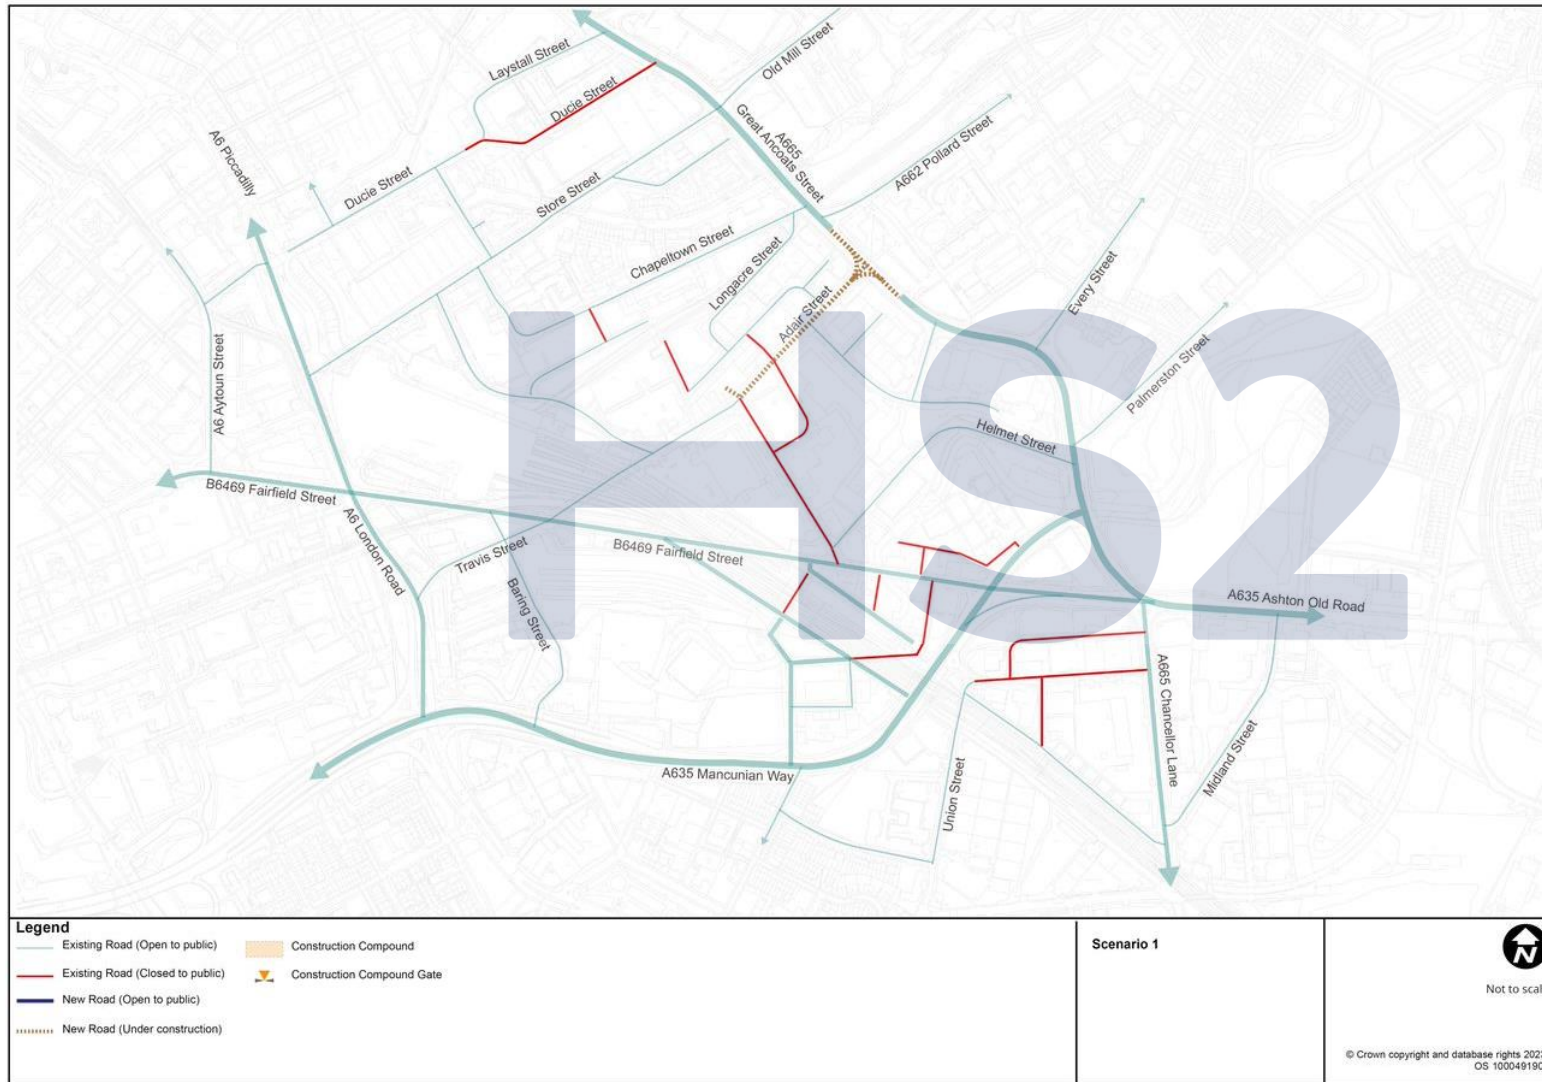 Laystall Street
Old Mill Street
Ducie Street
A665
Great Ancoats Street
A6 Piccadilly
A662 Pollard Street
Ducie Street
Store Street
Chapeltown Street
Longacre Street
Every Street
Adair Street
A6 Aytoun Street
Palmerston Street
HS2
Helmet Street
B6469 Fairfield Street
A6 London Road
B6469 Fairfield Street
Travis Street
Baring Street
A635 Ashton Old Road
A665 Chancellor Lane
Midland Street
A635 Mancunian Way
Union Street
Legend
Existing Road (Open to public)
Existing Road (Closed to public)
New Road (Open to public)
New Road (Under construction)
Construction Compound
Construction Compound Gate
Scenario 1
N
Not to scal
© Crown copyright and database rights 202
OS 10004919